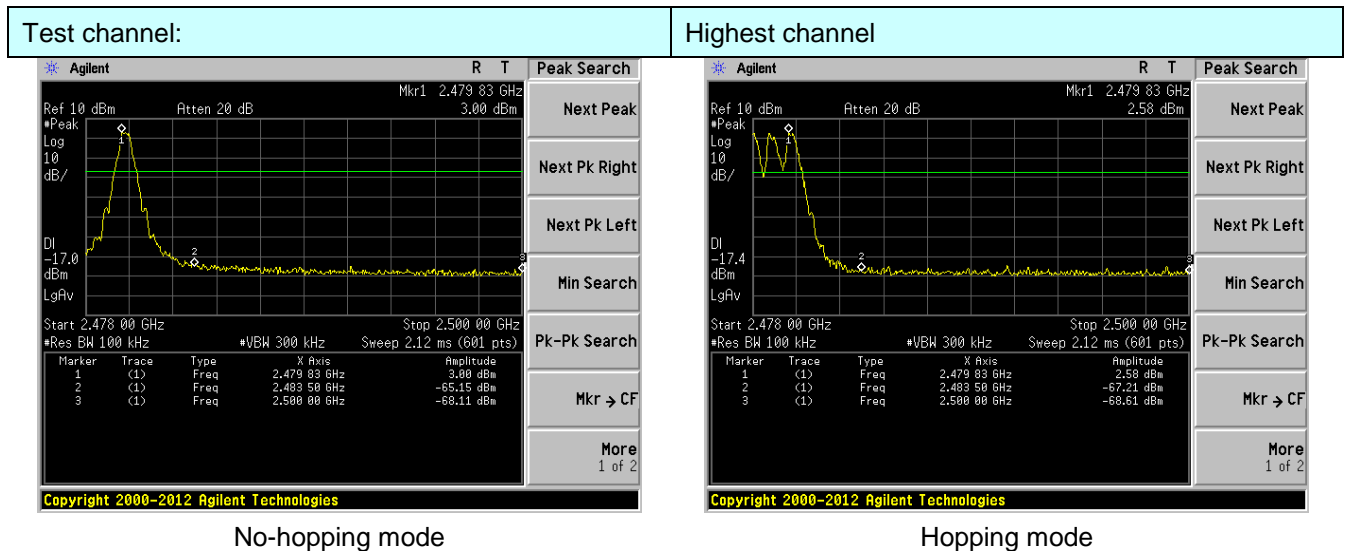 Test channel: Highest channel
Agilent R T Peak Search
Mkr1 2.479 83 GHz
Ref 10 dBm Atten 20 dB 3.00 dBm
#Peak
Log
10
dB/
1
2
3
DI
-17.0
dBm
LgAv
Start 2.478 00 GHz Stop 2.500 00 GHz
#Res BW 100 kHz #VBW 300 kHz Sweep 2.12 ms (601 pts)
Marker Trace Type X Axis Amplitude
1 (1) Freq 2.479 83 GHz 3.00 dBm
2 (1) Freq 2.483 50 GHz -65.15 dBm
3 (1) Freq 2.500 00 GHz -68.11 dBm
Next Peak
Next Pk Right
Next Pk Left
Min Search
Pk-Pk Search
Mkr → CF
More
1 of 2
Copyright 2000-2012 Agilent Technologies
No-hopping mode
Agilent R T Peak Search
Mkr1 2.479 83 GHz
Ref 10 dBm Atten 20 dB 2.58 dBm
#Peak
Log
10
dB/
1
2
3
DI
-17.4
dBm
LgAv
Start 2.478 00 GHz Stop 2.500 00 GHz
#Res BW 100 kHz #VBW 300 kHz Sweep 2.12 ms (601 pts)
Marker Trace Type X Axis Amplitude
1 (1) Freq 2.479 83 GHz 2.58 dBm
2 (1) Freq 2.483 50 GHz -67.21 dBm
3 (1) Freq 2.500 00 GHz -68.61 dBm
Next Peak
Next Pk Right
Next Pk Left
Min Search
Pk-Pk Search
Mkr → CF
More
1 of 2
Copyright 2000-2012 Agilent Technologies
Hopping mode